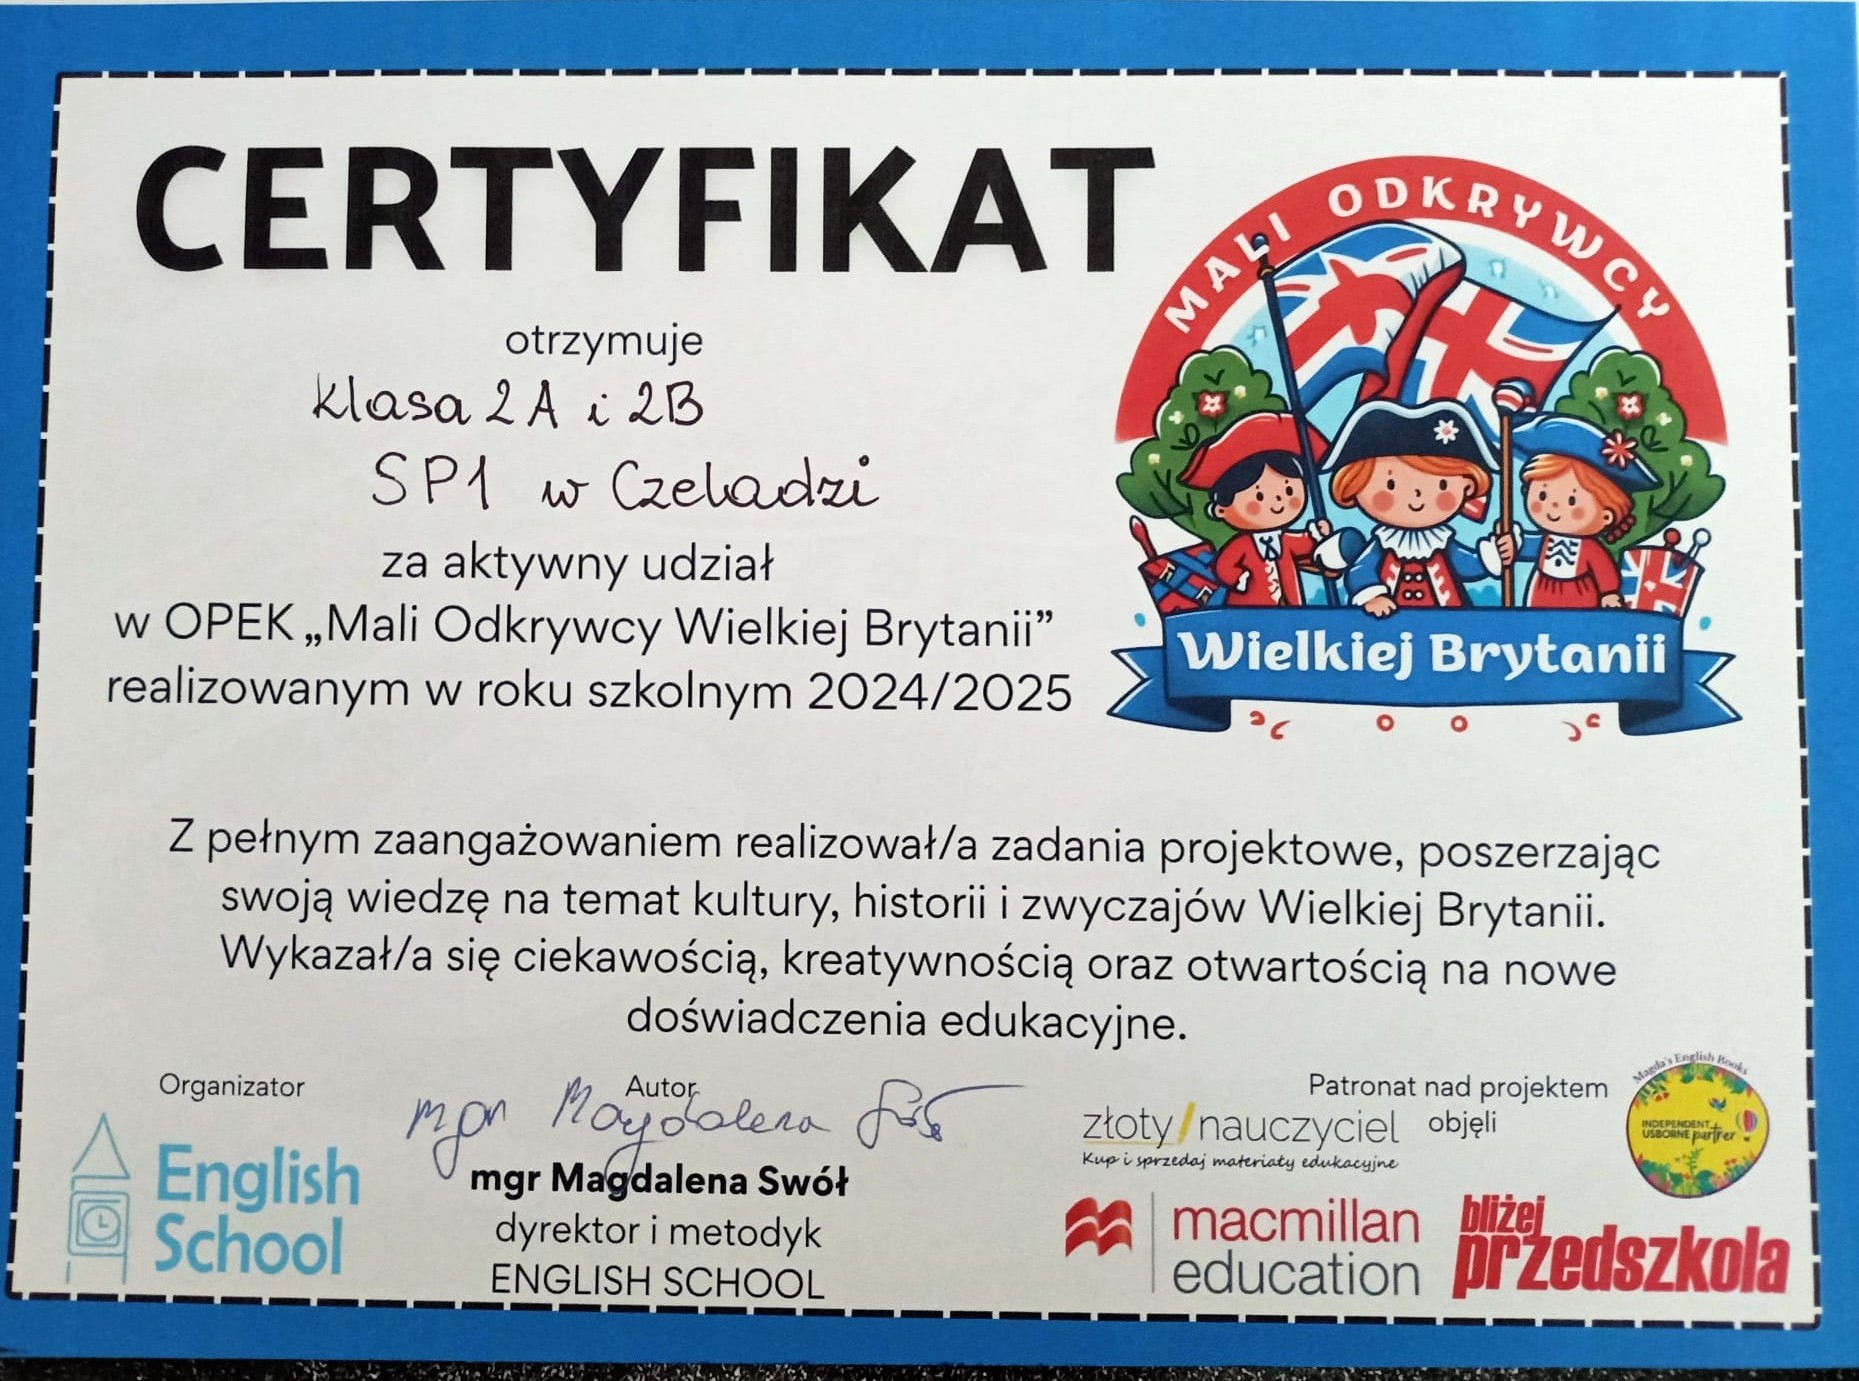 CERTYFIKAT
MALI ODKRYWCY
Wielkiej Brytanii
otrzymuje
klasa 2A i 2B
SP1 w Czeladzi
za aktywny udział
w OPEK „Mali Odkrywcy Wielkiej Brytanii”
realizowanym w roku szkolnym 2024/2025
Z pełnym zaangażowaniem realizował/a zadania projektowe, poszerzając
swoją wiedzę na temat kultury, historii i zwyczajów Wielkiej Brytanii.
Wykazał/a się ciekawością, kreatywnością oraz otwartością na nowe
doświadczenia edukacyjne.
Organizator
English
School
Autor
mgr Magdalena Swół
mgr Magdalena Swół
dyrektor i metodyk
ENGLISH SCHOOL
Patronat nad projektem
objęli
złoty/nauczyciel
Kup i sprzedaj materiały edukacyjne
Magda's English Books
INDEPENDENT
USBORNE partner
macmillan
education
bliżej
przedszkola